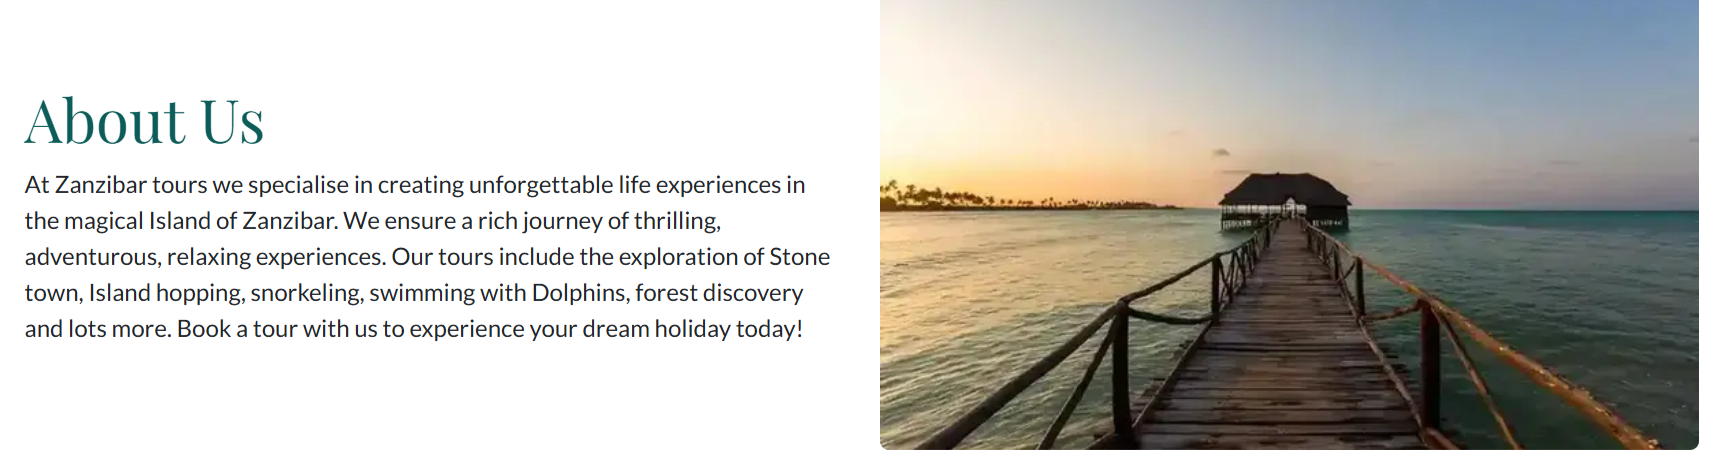 About Us
At Zanzibar tours we specialise in creating unforgettable life experiences in
the magical Island of Zanzibar. We ensure a rich journey of thrilling,
adventurous, relaxing experiences. Our tours include the exploration of Stone
town, Island hopping, snorkeling, swimming with Dolphins, forest discovery
and lots more. Book a tour with us to experience your dream holiday today!